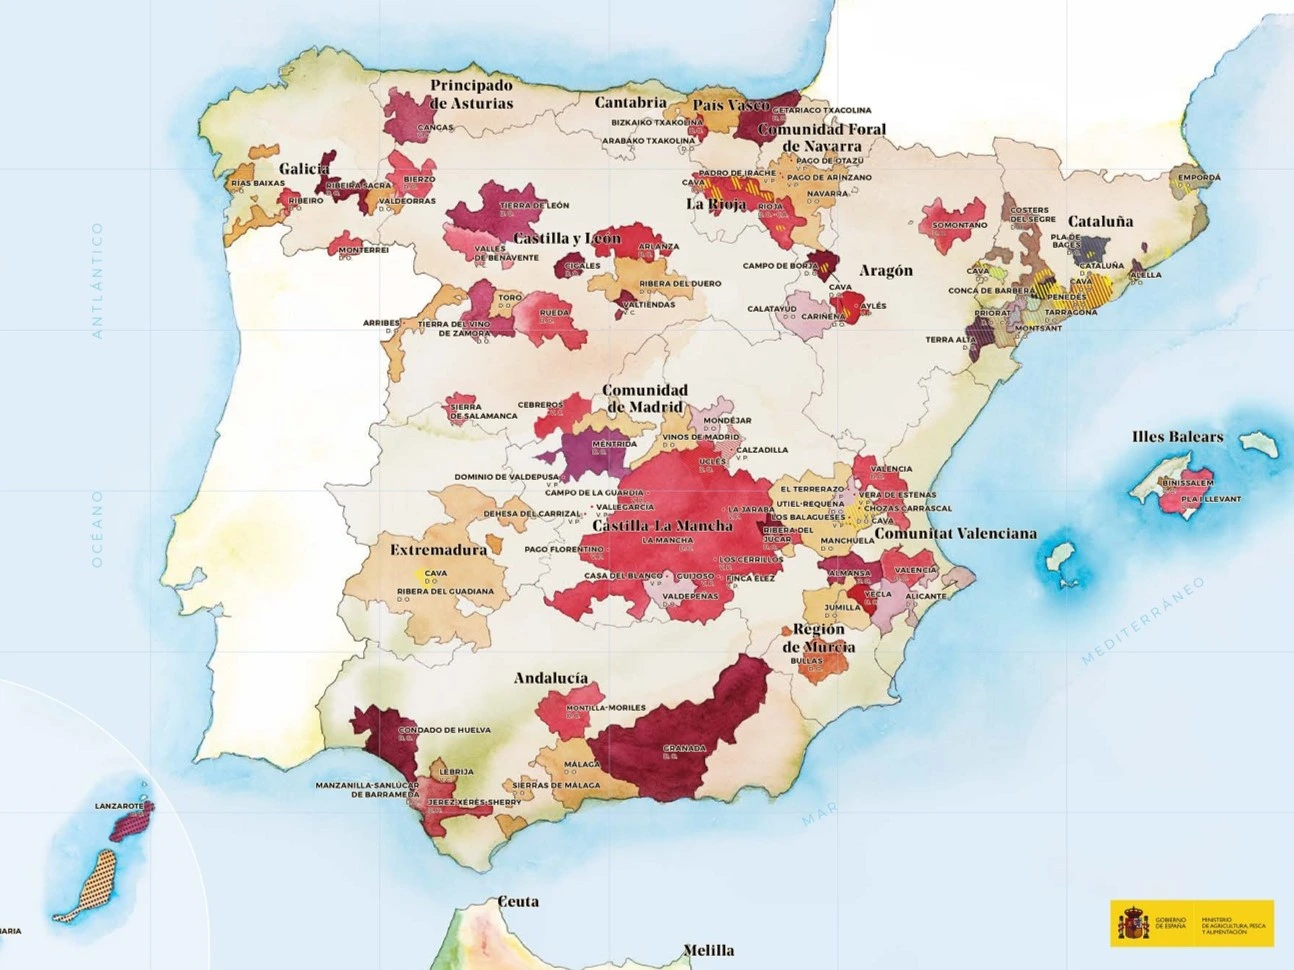 Principado
de Asturias
CANGAS
Cantabria
País Vasco
GETARIACO TXACOLINA
BIZKAIKO TXAKOLINA
ARABAKO TXAKOLINA
Comunidad Foral
de Navarra
PAGO DE OTAZU
V.P.
PADRO DE IRACHE
V.P.
PAGO DE ARÍNZANO
V.P.
NAVARRA
D O
CAVA
La Rioja
RIOJA
Galicia
RÍAS BAIXAS
D O
RIBEIRA SACRA
RIBEIRO
VALDEORRAS
BIERZO
MONTERREI
TIERRA DE LEÓN
D. O.
Castilla y León
VALLES
DE BENAVENTE
ARLANZA
CIGALES
RIBERA DEL DUERO
D O
VALTIENDAS
V C.
TORO
D O
RUEDA
ARRIBES
TIERRA DEL VINO
DE ZAMORA
SIERRA
DE SALAMANCA
CEBREROS
Comunidad
de Madrid
MÉNTRIDA
VINOS DE MADRID
D O
MONDÉJAR
D O
CALZADILLA
V.P.
UCLÉS
DOMINIO DE VALDEPUSA
V.P.
SOMONTANO
Aragón
CAMPO DE BORJA
CAVA
CALATAYUD
D O
CARIÑENA
AYLÉS
COSTERS
DEL SEGRE
Cataluña
EMPORDÀ
PLA DE
BAGES
CATALUÑA
ALELLA
CAVA
CAVA
CONCA DE BARBERÀ
PENEDÈS
PRIORAT
TARRAGONA
MONTSANT
TERRA ALTA
Illes Balears
BINISSALEM
PLA I LLEVANT
CAMPO DE LA GUARDIA
V.P.
VALLEGARCÍA
V.P.
DEHESA DEL CARRIZAL
V.P.
Castilla-La Mancha
LA MANCHA
PAGO FLORENTINO
LA JARABA
LOS CERRILLOS
CASA DEL BLANCO
V.P.
GUIJOSO
FINCA ÉLEZ
V.P.
VALDEPEÑAS
RIBERA DEL
JÚCAR
MANCHUELA
D O
EL TERRERAZO
V.P.
UTIEL-REQUENA
LOS BALAGUESES
V.P.
VALENCIA
VERA DE ESTENAS
CHOZAS CARRASCAL
D O CAVA
Comunitat Valenciana
ALMANSA
VALENCIA
YECLA
ALICANTE
JUMILLA
D O
Región
de Murcia
BULLAS
Extremadura
CAVA
D O
RIBERA DEL GUADIANA
D O
Andalucía
MONTILLA-MORILES
CONDADO DE HUELVA
LEBRIJA
MANZANILLA-SANLÚCAR
DE BARRAMEDA
JEREZ-XÉRÈS-SHERRY
MÁLAGA
D O
SIERRAS DE MÁLAGA
D O
GRANADA
D. O.
OCÉANO
ANTLÁNTICO
MAR
MEDITERRÁNEO
LANZAROTE
NARIA
Ceuta
Melilla
GOBIERNO
DE ESPAÑA
MINISTERIO
DE AGRICULTURA, PESCA
Y ALIMENTACIÓN